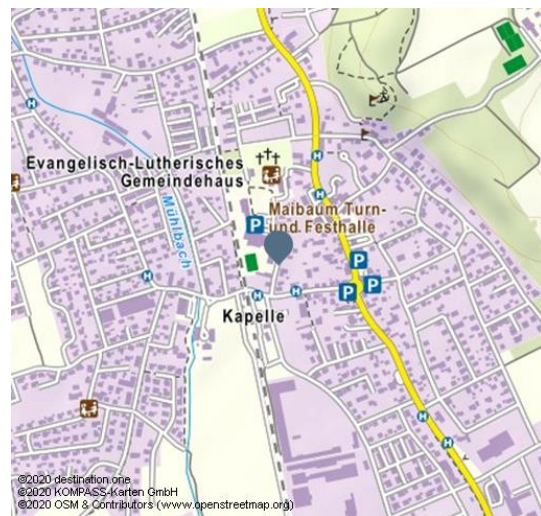 H
H
Evangelisch-Lutherisches
Gemeindehaus
H
Mühlbach
Maibaum Turn-
und Festhalle
P
P
P
P
H
H
H
Kapelle
H
H
©2020 destination.one
©2020 KOMPASS-Karten GmbH
©2020 OSM & Contributors (www.openstreetmap.org)